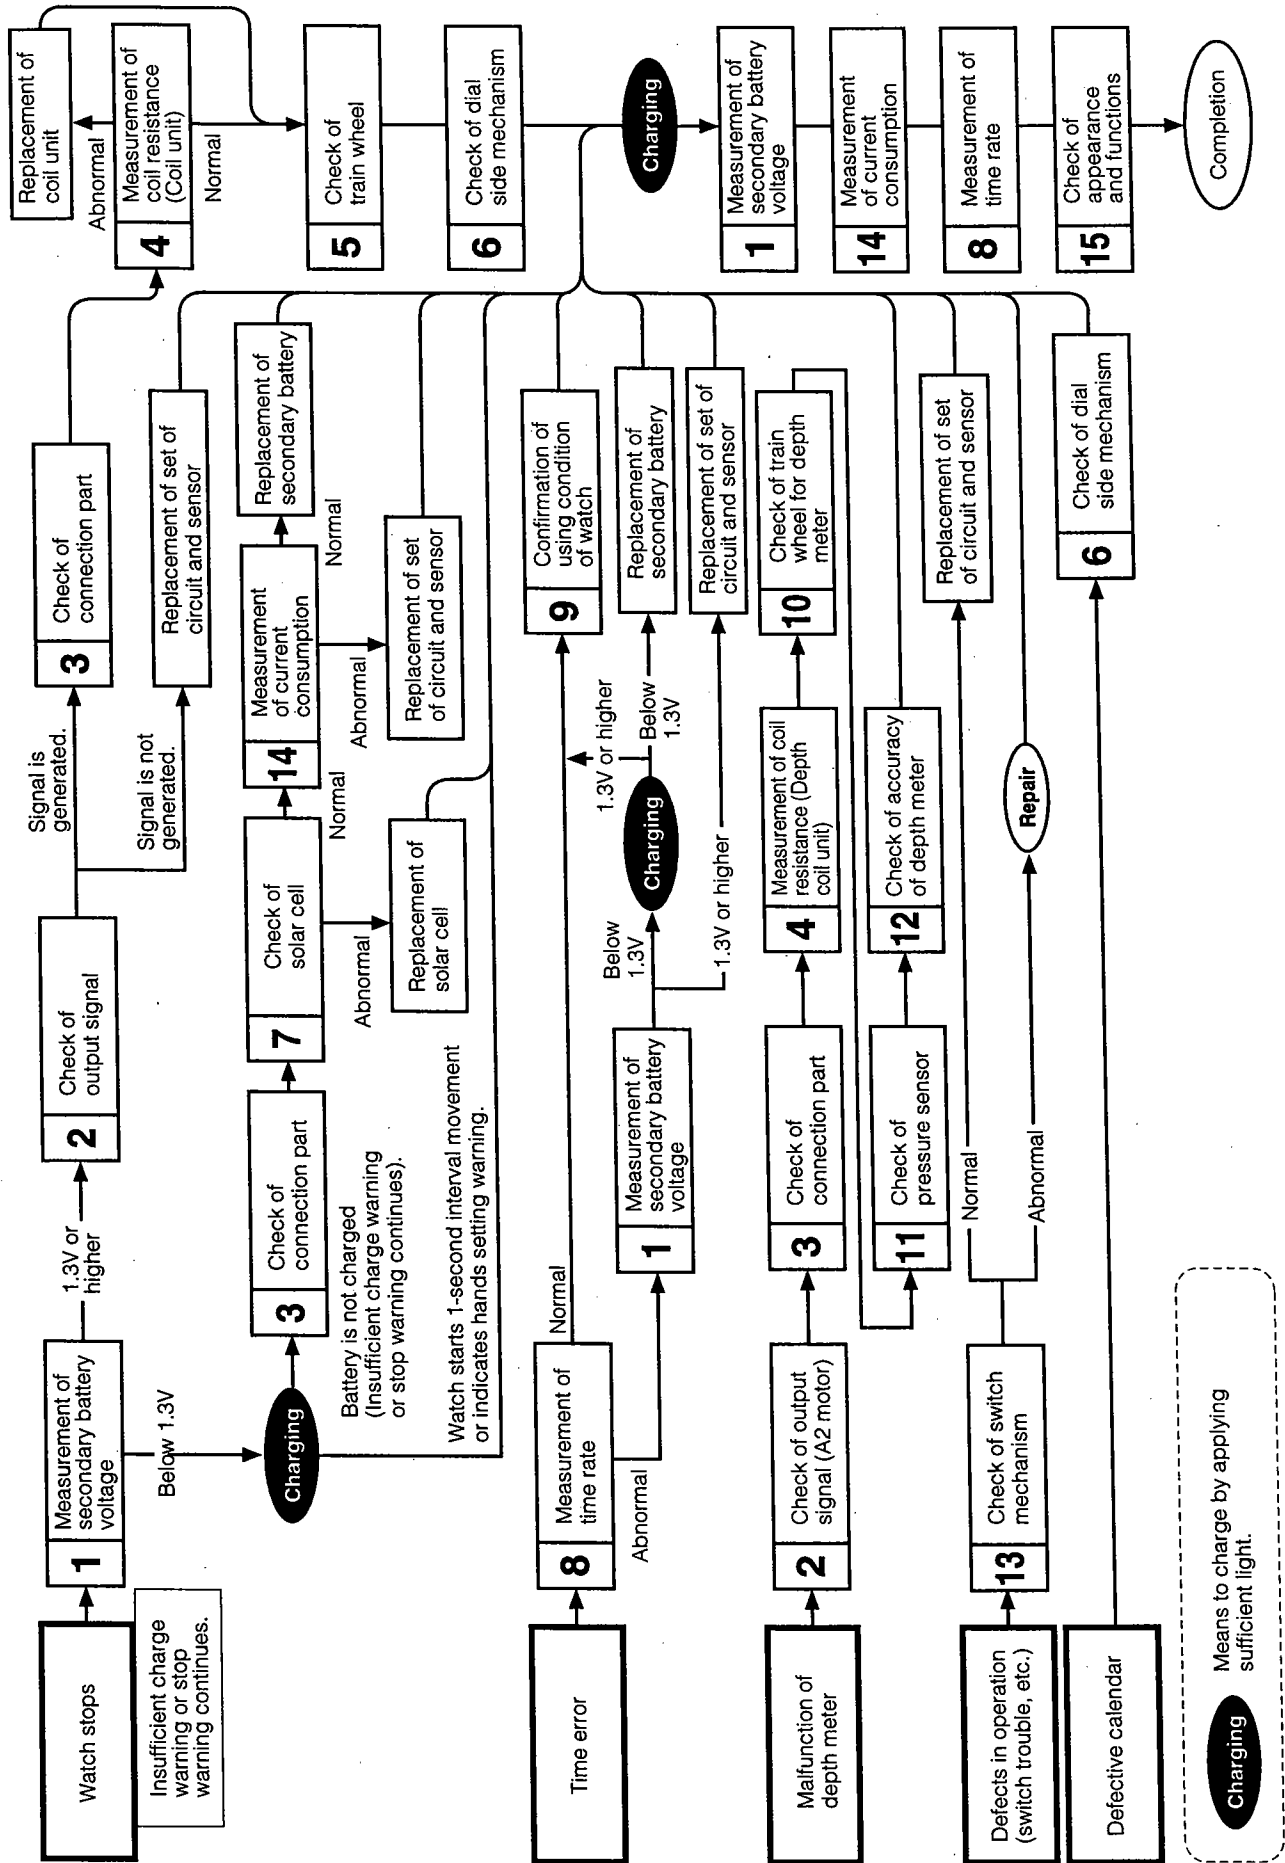 Watch stops
Insufficient charge
warning or stop
warning continues.
1
Measurement of
secondary battery
voltage
1.3V or
higher
Below 1.3V
2
Check of
output signal
Signal is
generated.
Signal is not
generated.
3
Check of
connection part
Replacement of set of
circuit and sensor
4
Measurement of
coil resistance
(Coil unit)
Abnormal
Replacement of
coil unit
Normal
Charging
3
Check of
connection part
Battery is not charged
(Insufficient charge warning
or stop warning continues).
7
Check of
solar cell
Normal
Abnormal
Replacement of
solar cell
14
Measurement
of current
consumption
Normal
Replacement of
secondary battery
Abnormal
Replacement of set
of circuit and sensor
Watch starts 1-second interval movement
or indicates hands setting warning.
5
Check of
train wheel
6
Check of dial
side mechanism
Charging
1
Measurement of
secondary battery
voltage
14
Measurement
of current
consumption
8
Measurement of
time rate
15
Check of
appearance
and functions
Completion
Time error
8
Measurement of
time rate
Normal
Abnormal
9
Confirmation of
using condition
of watch
1
Measurement of
secondary battery
voltage
Below
1.3V
Charging
1.3V or higher
Below
1.3V
Replacement of
secondary battery
1.3V or higher
Replacement of set of
circuit and sensor
Malfunction of
depth meter
2
Check of output
signal (A2 motor)
3
Check of
connection part
4
Measurement of coil
resistance (Depth
coil unit)
10
Check of train
wheel for depth
meter
11
Check of
pressure sensor
12
Check of accuracy
of depth meter
Defects in operation
(switch trouble, etc.)
13
Check of switch
mechanism
Normal
Replacement of set
of circuit and sensor
Abnormal
Repair
Defective calendar
6
Check of dial
side mechanism
Charging
Means to charge by applying
sufficient light.